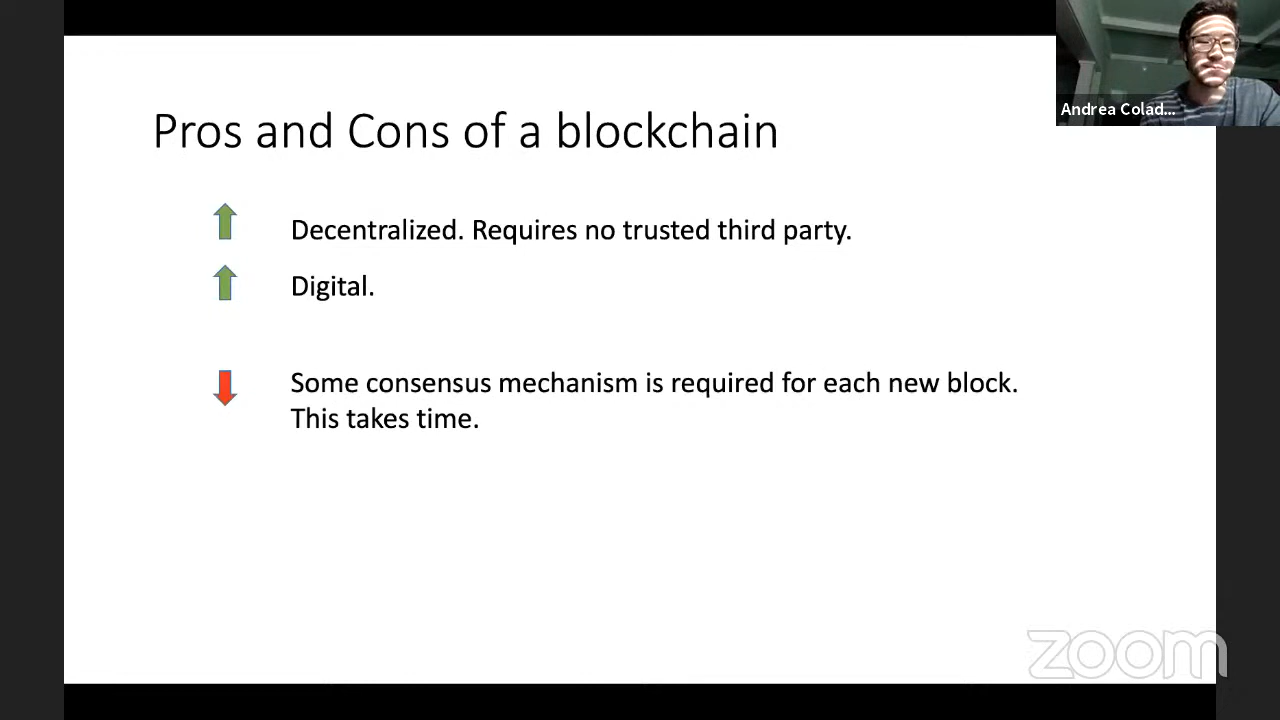 Andrea Colad...
Pros and Cons of a blockchain
Decentralized. Requires no trusted third party.
Digital.
Some consensus mechanism is required for each new block.
This takes time.
zoom